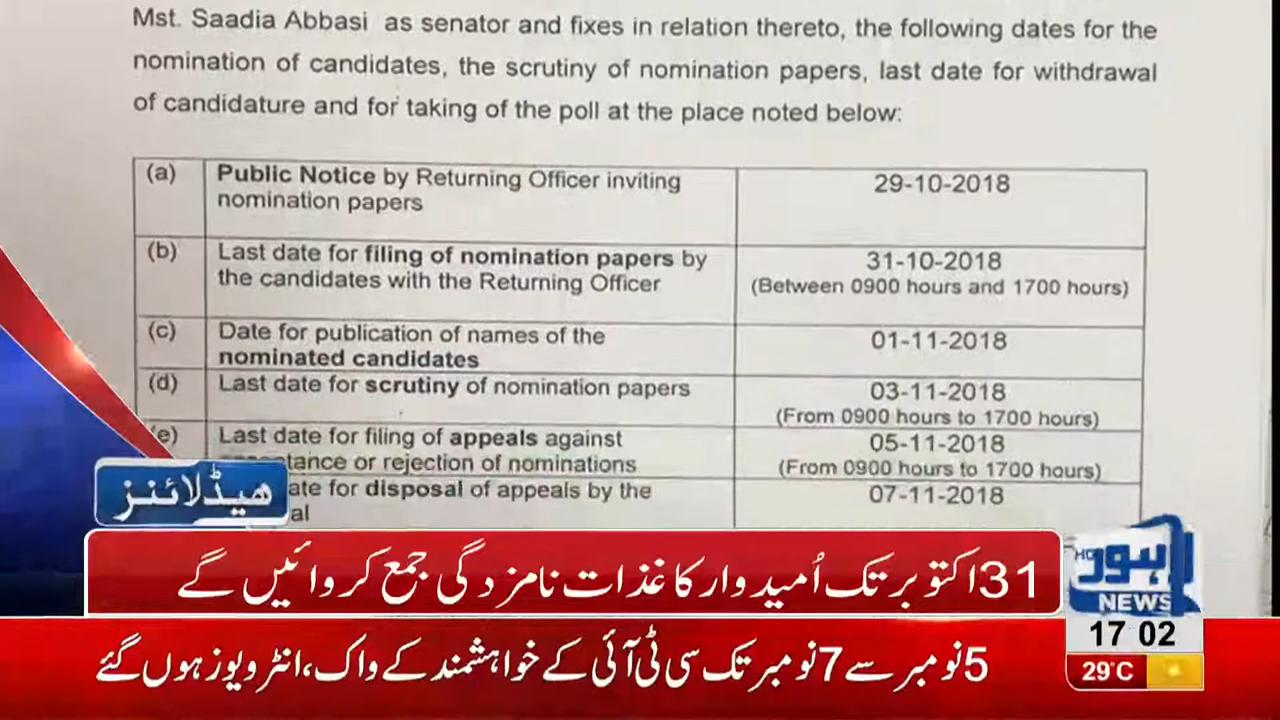 Mst. Saadia Abbasi as senator and fixes in relation thereto, the following dates for the
nomination of candidates, the scrutiny of nomination papers, last date for withdrawal
of candidature and for taking of the poll at the place noted below:
(a) Public Notice by Returning Officer inviting 29-10-2018
nomination papers
(b) Last date for filing of nomination papers by 31-10-2018
the candidates with the Returning Officer (Between 0900 hours and 1700 hours)
(c) Date for publication of names of the 01-11-2018
nominated candidates
(d) Last date for scrutiny of nomination papers 03-11-2018
(From 0900 hours to 1700 hours)
(e) Last date for filing of appeals against 05-11-2018
tance or rejection of nominations (From 0900 hours to 1700 hours)
ate for disposal of appeals by the 07-11-2018
al
ہیڈلائنز
31 اکتوبر تک اُمیدوار کاغذات نامزدگی جمع کروائیں گے
5 نومبر سے 7 نومبر تک سی ٹی آئی کے خواہشمند کے واک، انٹرویوز ہوں گئے
لاہور
HD
NEWS
17 02
29°C